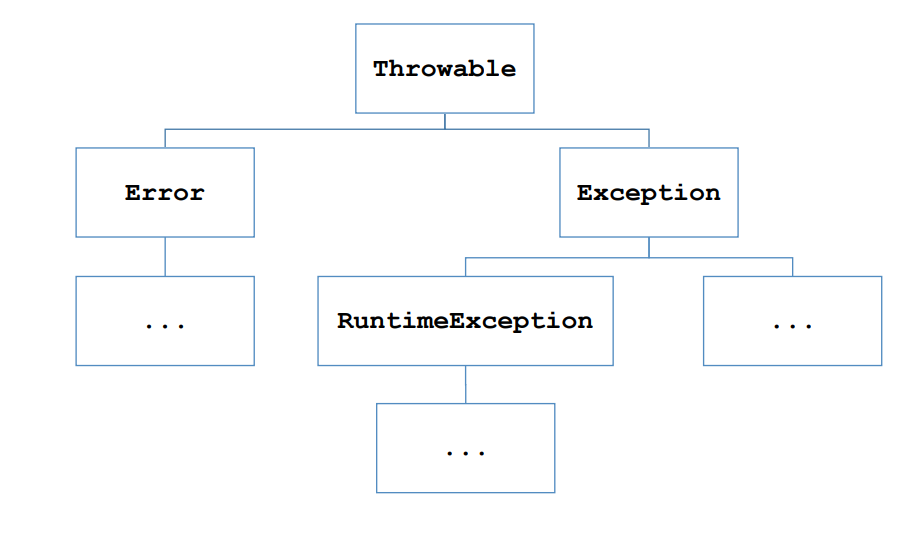 Throwable
Error
Exception
...
RuntimeException
...
...